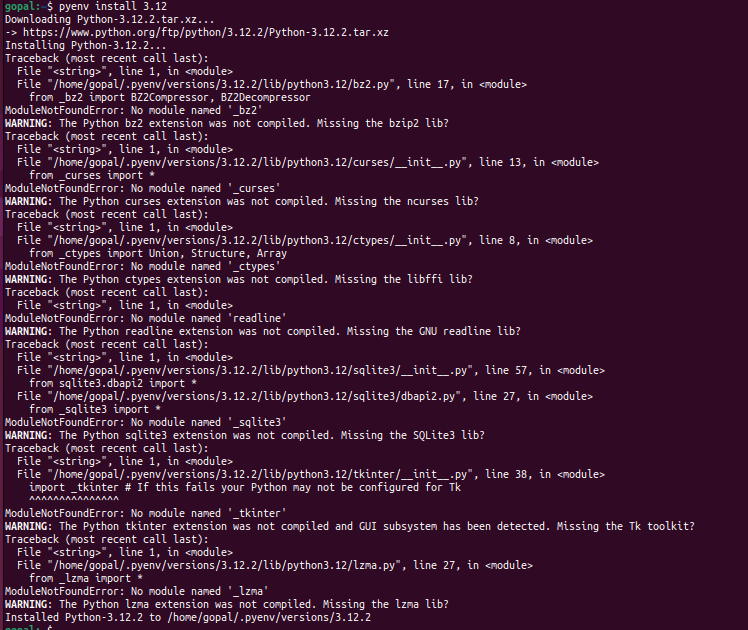 gopal:~$ pyenv install 3.12
Downloading Python-3.12.2.tar.xz...
-> https://www.python.org/ftp/python/3.12.2/Python-3.12.2.tar.xz
Installing Python-3.12.2...
Traceback (most recent call last):
  File "<string>", line 1, in <module>
  File "/home/gopal/.pyenv/versions/3.12.2/lib/python3.12/bz2.py", line 17, in <module>
    from _bz2 import BZ2Compressor, BZ2Decompressor
ModuleNotFoundError: No module named '_bz2'
WARNING: The Python bz2 extension was not compiled. Missing the bzip2 lib?
Traceback (most recent call last):
  File "<string>", line 1, in <module>
  File "/home/gopal/.pyenv/versions/3.12.2/lib/python3.12/curses/__init__.py", line 13, in <module>
    from _curses import *
ModuleNotFoundError: No module named '_curses'
WARNING: The Python curses extension was not compiled. Missing the ncurses lib?
Traceback (most recent call last):
  File "<string>", line 1, in <module>
  File "/home/gopal/.pyenv/versions/3.12.2/lib/python3.12/ctypes/__init__.py", line 8, in <module>
    from _ctypes import Union, Structure, Array
ModuleNotFoundError: No module named '_ctypes'
WARNING: The Python ctypes extension was not compiled. Missing the libffi lib?
Traceback (most recent call last):
  File "<string>", line 1, in <module>
ModuleNotFoundError: No module named 'readline'
WARNING: The Python readline extension was not compiled. Missing the GNU readline lib?
Traceback (most recent call last):
  File "<string>", line 1, in <module>
  File "/home/gopal/.pyenv/versions/3.12.2/lib/python3.12/sqlite3/__init__.py", line 57, in <module>
    from sqlite3.dbapi2 import *
  File "/home/gopal/.pyenv/versions/3.12.2/lib/python3.12/sqlite3/dbapi2.py", line 27, in <module>
    from _sqlite3 import *
ModuleNotFoundError: No module named '_sqlite3'
WARNING: The Python sqlite3 extension was not compiled. Missing the SQLite3 lib?
Traceback (most recent call last):
  File "<string>", line 1, in <module>
  File "/home/gopal/.pyenv/versions/3.12.2/lib/python3.12/tkinter/__init__.py", line 38, in <module>
    import _tkinter # If this fails your Python may not be configured for Tk
    ^^^^^^^^^^^^^^^
ModuleNotFoundError: No module named '_tkinter'
WARNING: The Python tkinter extension was not compiled and GUI subsystem has been detected. Missing the Tk toolkit?
Traceback (most recent call last):
  File "<string>", line 1, in <module>
  File "/home/gopal/.pyenv/versions/3.12.2/lib/python3.12/lzma.py", line 27, in <module>
    from _lzma import *
ModuleNotFoundError: No module named '_lzma'
WARNING: The Python lzma extension was not compiled. Missing the lzma lib?
Installed Python-3.12.2 to /home/gopal/.pyenv/versions/3.12.2